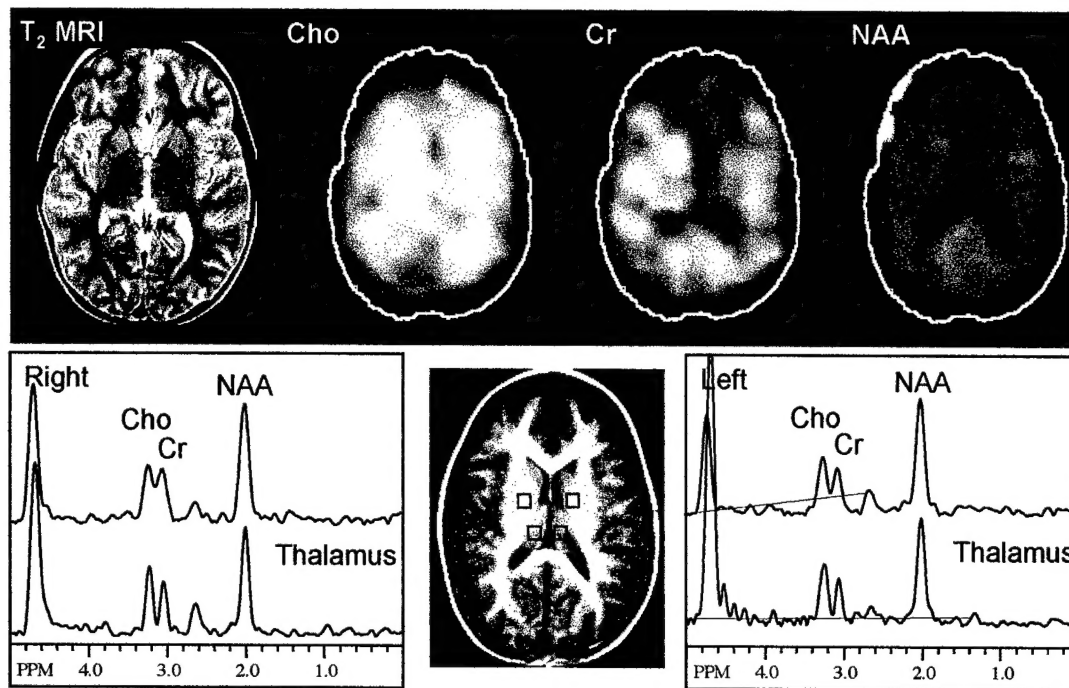 T2 MRI
Cho
Cr
NAA
Right
Cho
Cr
NAA
Thalamus
PPM 4.0 3.0 2.0 1.0
Left
Cho
Cr
NAA
Thalamus
PPM 4.0 3.0 2.0 1.0